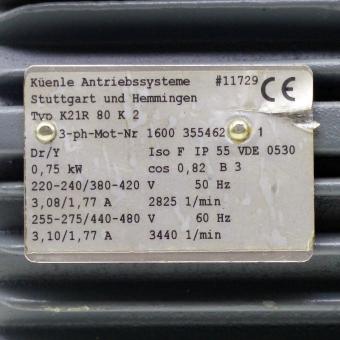 Küenle Antriebssysteme #11729 CE
Stuttgart und Hemmingen
Typ K21R 80 K 2
3-ph-Mot-Nr 1600 355462 1
Dr/Y Iso F IP 55 VDE 0530
0,75 kW cos 0,82 B 3
220-240/380-420 V 50 Hz
3,08/1,77 A 2825 1/min
255-275/440-480 V 60 Hz
3,10/1,77 A 3440 1/min